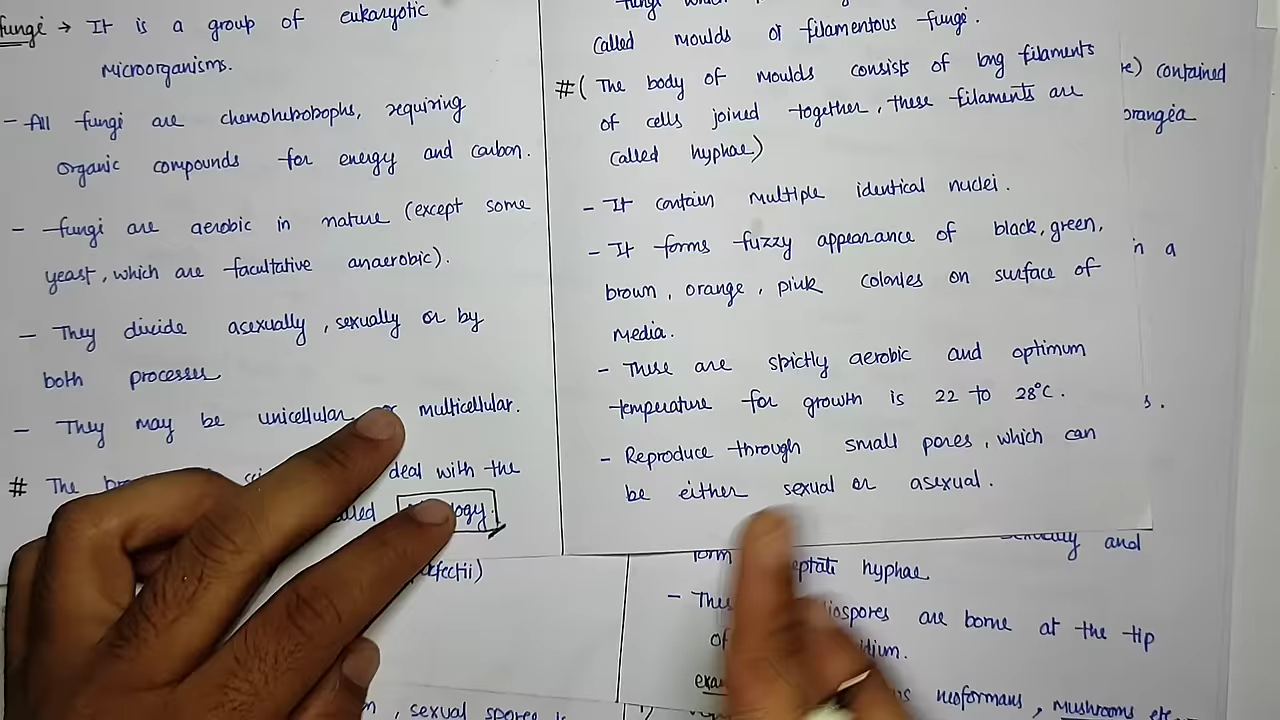 fungi → It is a group of eukaryotic
microorganisms.
- All fungi are chemoheterotrophs, requiring
organic compounds for energy and carbon.
- fungi are aerobic in nature (except some
yeast, which are facultative anaerobic).
- They divide asexually, sexually or by
both processes
- They may be unicellular or multicellular.
# The deal with the
called
called moulds or filamentous fungi.
#( The body of moulds consists of long filaments
of cells joined together, these filaments are
called hyphae)
- It contain multiple identical nuclei.
- It forms fuzzy appearance of black, green,
brown, orange, pink colonies on surface of
media.
- These are strictly aerobic and optimum
temperature for growth is 22 to 28°C.
- Reproduce through small pores, which can
be either sexual or asexual.
contained
in a
, sexual spores
form hyphae
and
- are borne at the tip
of
neoformans, Mushrooms etc.